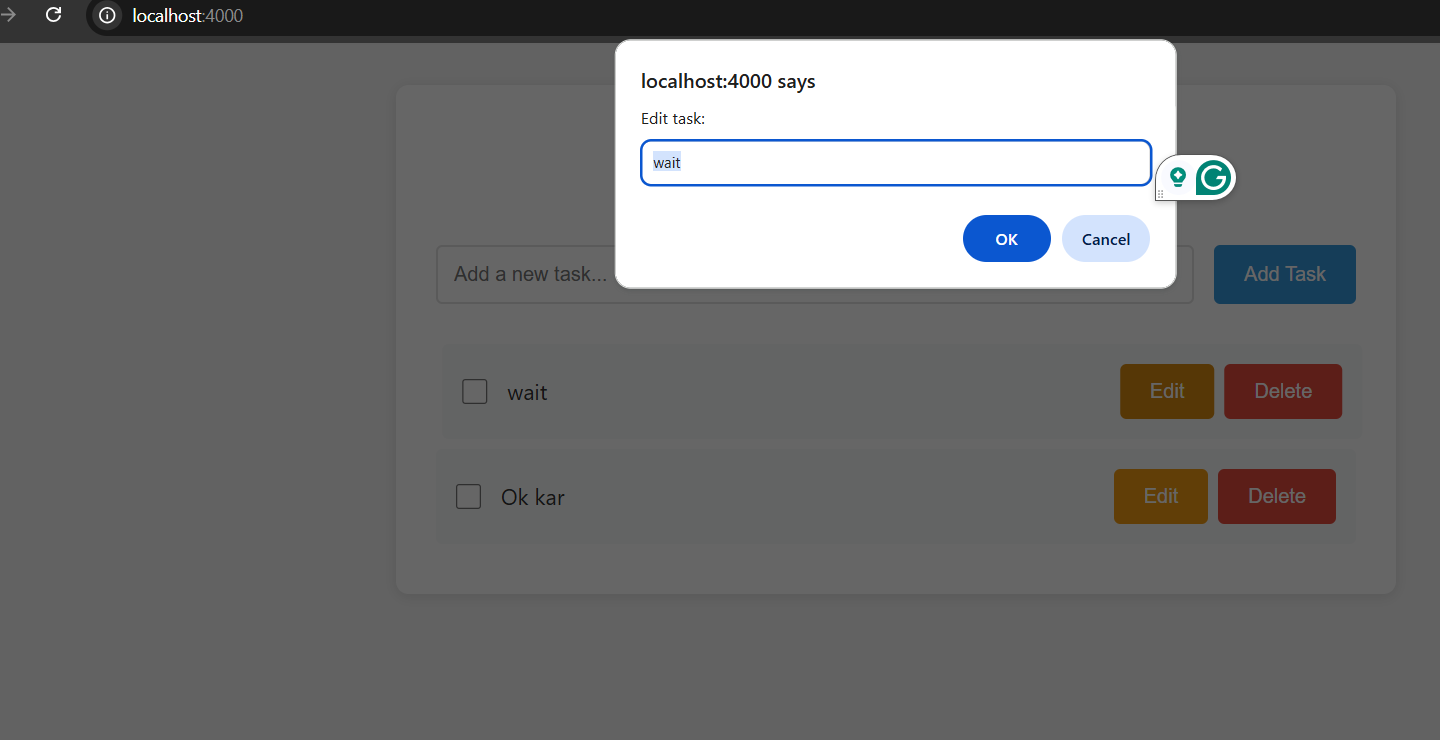 localhost:4000
localhost:4000 says
Edit task:
wait
OK Cancel
Add a new task... Add Task
wait Edit Delete
Ok kar Edit Delete